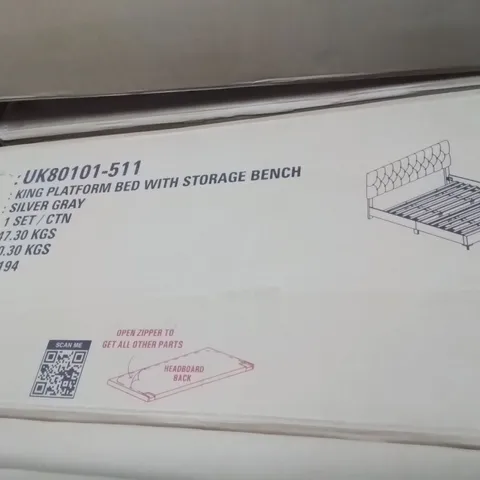 : UK80101-511
: KING PLATFORM BED WITH STORAGE BENCH
: SILVER GRAY
1 SET / CTN
7.30 KGS
0.30 KGS
194
SCAN ME
OPEN ZIPPER TO
GET ALL OTHER PARTS
HEADBOARD
BACK